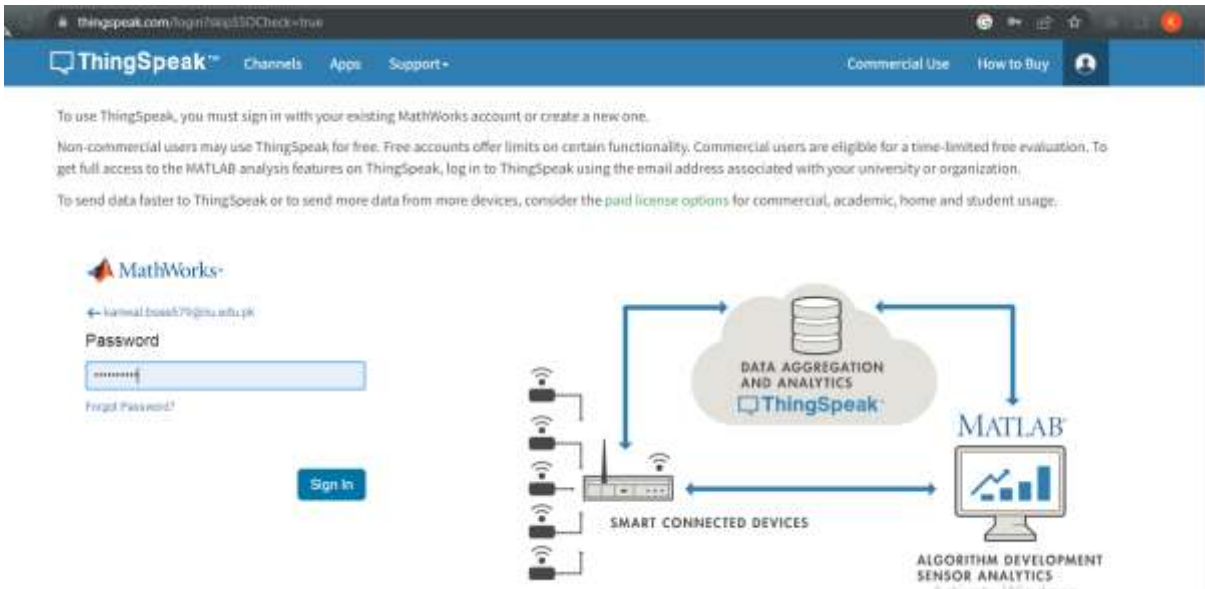 thingspeak.com/login?skipSSOCheck=true
ThingSpeak™ Channels Apps Support Commercial Use How to Buy
To use ThingSpeak, you must sign in with your existing MathWorks account or create a new one.
Non-commercial users may use ThingSpeak for free. Free accounts offer limits on certain functionality. Commercial users are eligible for a time-limited free evaluation. To
get full access to the MATLAB analysis features on ThingSpeak, log in to ThingSpeak using the email address associated with your university or organization.
To send data faster to ThingSpeak or to send more data from more devices, consider the paid license options for commercial, academic, home and student usage.
MathWorks
Password
Forgot Password?
Sign In
DATA AGGREGATION
AND ANALYTICS
ThingSpeak
MATLAB
SMART CONNECTED DEVICES
ALGORITHM DEVELOPMENT
SENSOR ANALYTICS